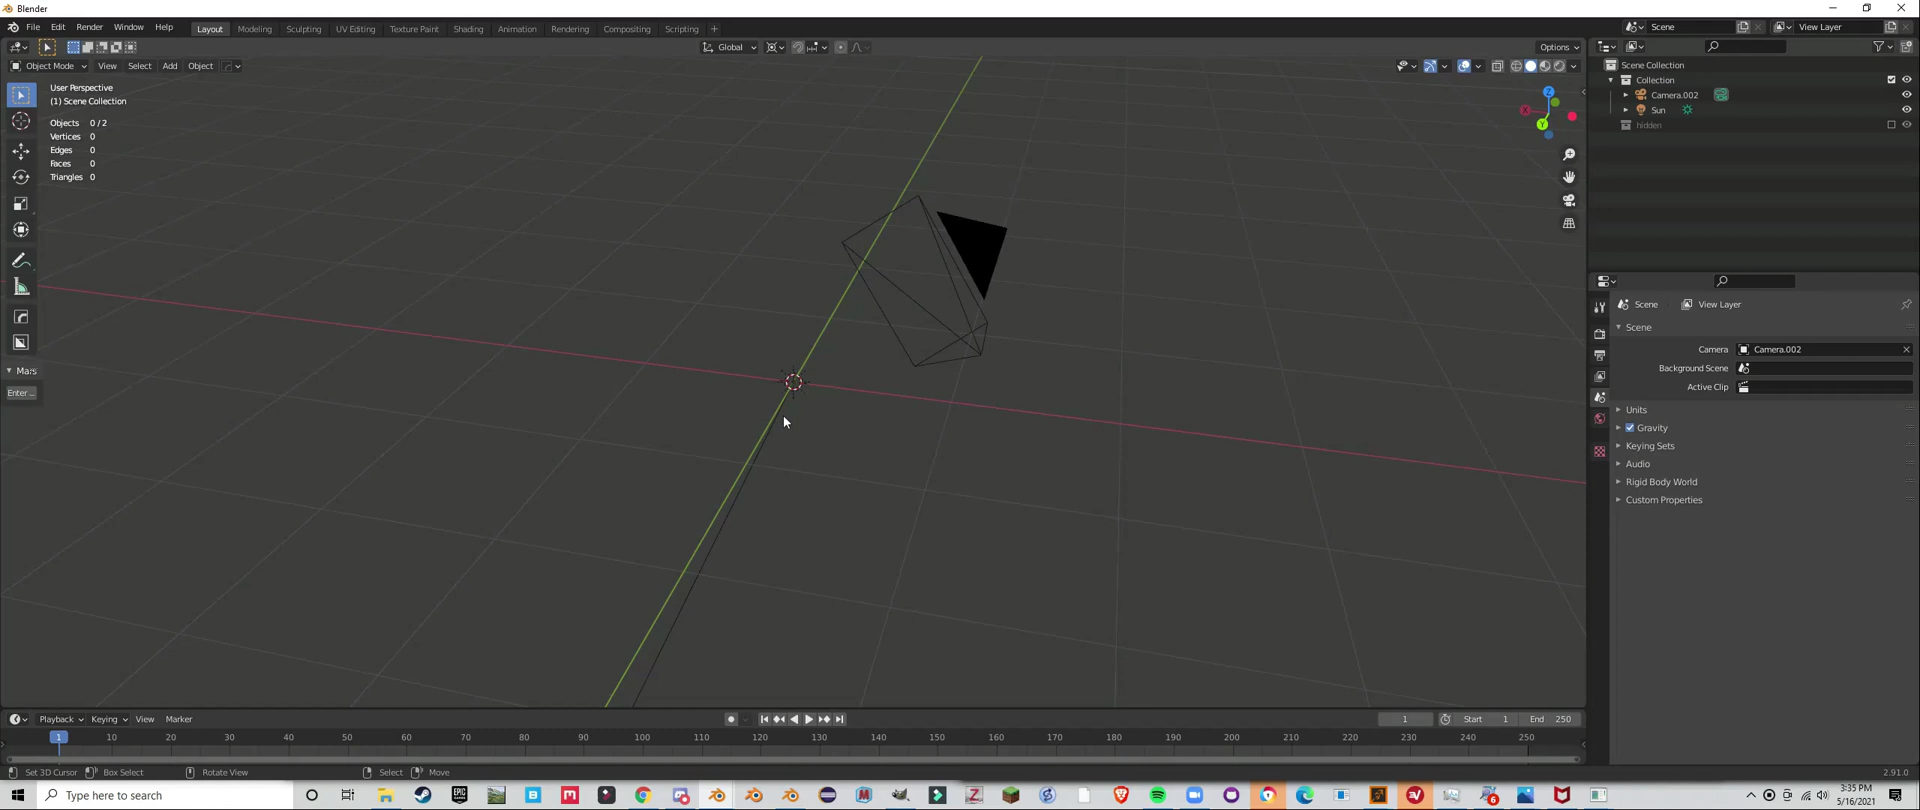 Blender
File Edit Render Window Help Layout Modeling Sculpting UV Editing Texture Paint Shading Animation Rendering Compositing Scripting + Scene View Layer
Global Options
Object Mode View Select Add Object
User Perspective
(1) Scene Collection
Objects 0 / 2
Vertices 0
Edges 0
Faces 0
Triangles 0
Mars
Enter ...
Z
X
Y
Scene Collection
Collection
Camera.002
Sun
hidden
Scene View Layer
Scene
Camera Camera.002
Background Scene
Active Clip
Units
Gravity
Keying Sets
Audio
Rigid Body World
Custom Properties
Playback Keying View Marker 1 Start 1 End 250
1 10 20 30 40 50 60 70 80 90 100 110 120 130 140 150 160 170 180 190 200 210 220 230 240 250
Set 3D Cursor Box Select Rotate View Select Move 2.91.0
Type here to search
3:35 PM
5/16/2021